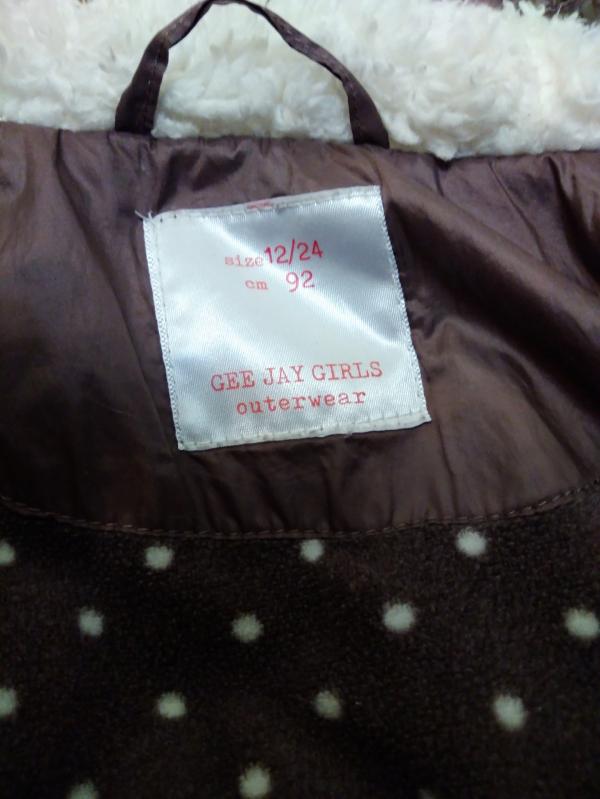 size 12/24
cm 92
GEE JAY GIRLS
outerwear